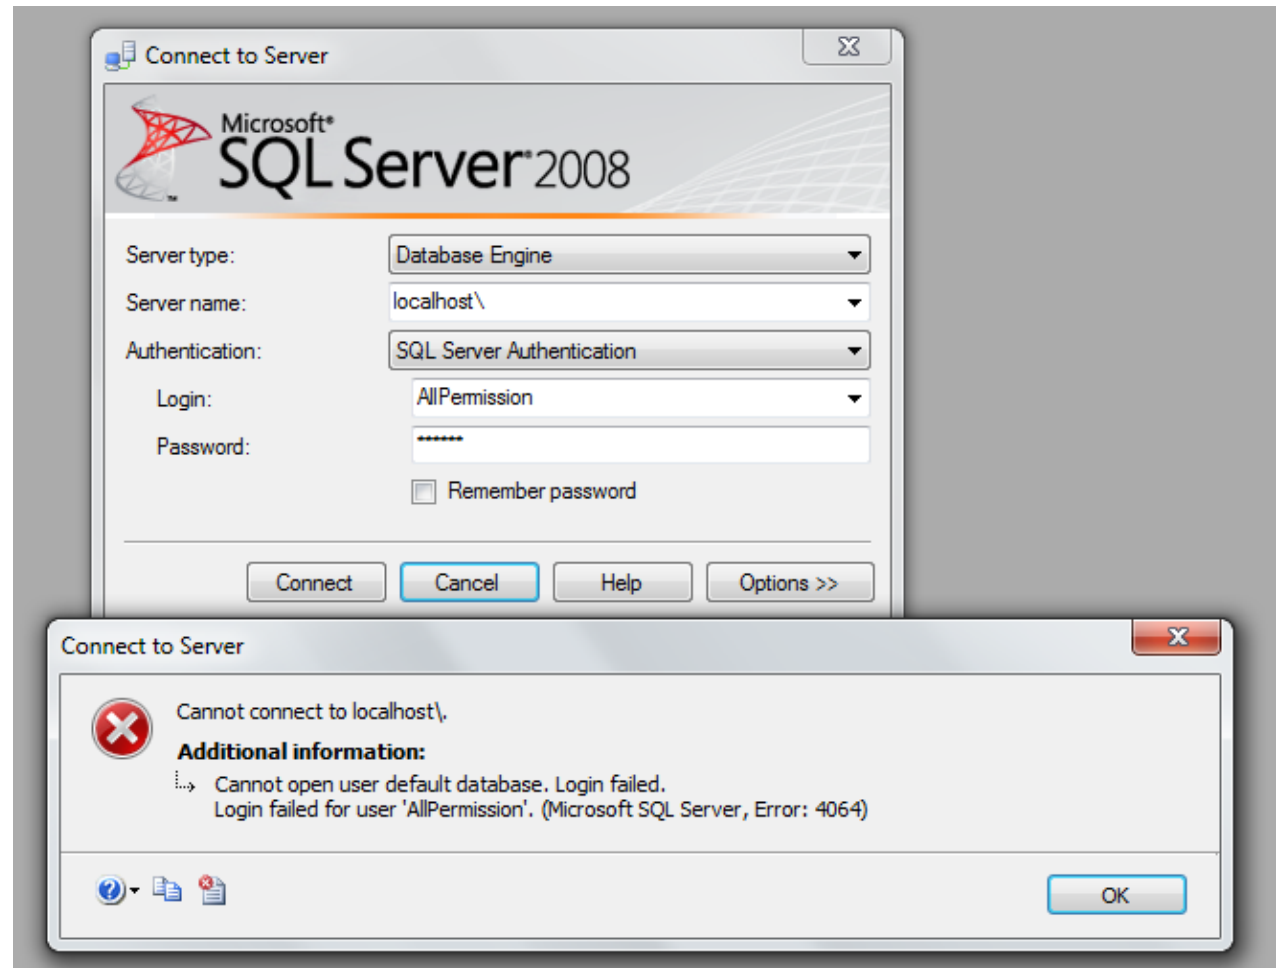 Connect to Server
Microsoft®
SQL Server® 2008
™
Server type: Database Engine
Server name: localhost\
Authentication: SQL Server Authentication
Login: AllPermission
Password: ******
Remember password
Connect Cancel Help Options >>
Connect to Server
Cannot connect to localhost\.
Additional information:
Cannot open user default database. Login failed.
Login failed for user 'AllPermission'. (Microsoft SQL Server, Error: 4064)
OK